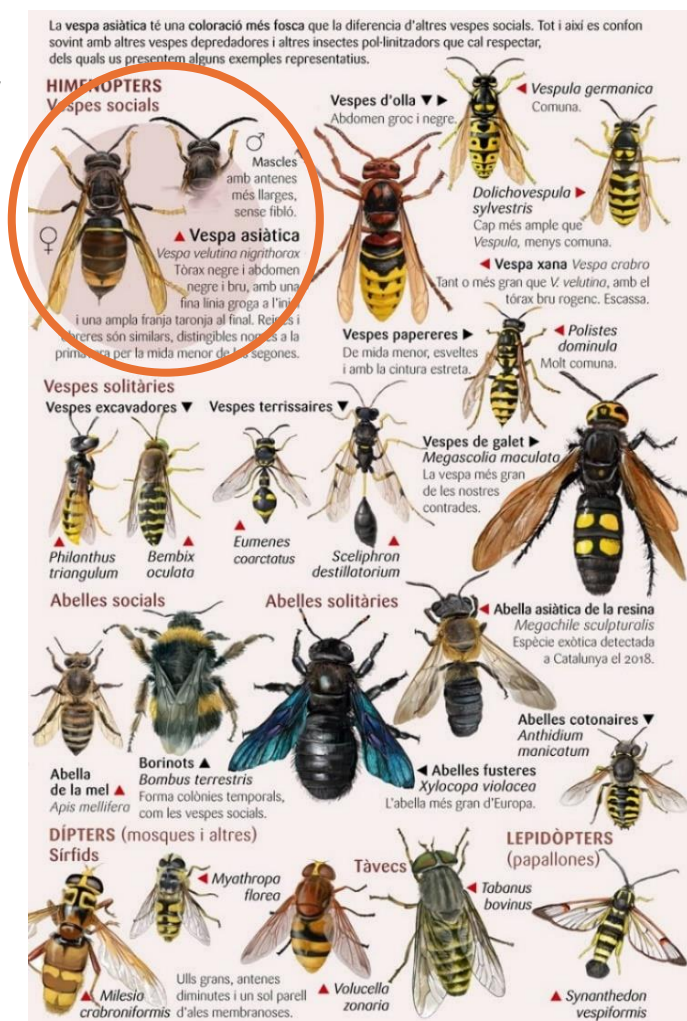 La vespa asiàtica té una coloració més fosca que la diferencia d'altres vespes socials. Tot i així es confon
sovint amb altres vespes depredadores i altres insectes pol·linitzadors que cal respectar,
dels quals us presentem alguns exemples representatius.
HIMENÒPTERS
Vespes socials
♂
Mascles
amb antenes
més llarges,
sense fibló.
♀
▲ Vespa asiàtica
Vespa velutina nigrithorax
Tòrax negre i abdomen
negre i bru, amb una
fina línia groga a l'inici
i una ampla franja taronja al final. Reines i
obreres són similars, distingibles només a la
primavera per la mida menor de les segones.
Vespes d'olla ▼ ▶
Abdomen groc i negre.
◀ Vespula germanica
Comuna.
Dolichovespula ▶
sylvestris
Cap més ample que
Vespula, menys comuna.
◀ Vespa xana Vespa crabro
Tant o més gran que V. velutina, amb el
tórax bru rogenc. Escassa.
Vespes papereres ▶
De mida menor, esveltes
i amb la cintura estreta.
◀ Polistes
dominula
Molt comuna.
Vespes solitàries
Vespes excavadores ▼
Vespes terrissaires ▼
▲
Philanthus
triangulum
▲
Bembix
oculata
▲
Eumenes
coarctatus
▲
Sceliphron
destillatorium
Vespes de galet ▶
Megascolia maculata
La vespa més gran
de les nostres
contrades.
Abelles socials
Abelles solitàries
Abella
de la mel ▲
Apis mellifera
Borinots ▲
Bombus terrestris
Forma colònies temporals,
com les vespes socials.
◀ Abella asiàtica de la resina
Megachile sculpturalis
Espècie exòtica detectada
a Catalunya el 2018.
◀ Abelles fusteres
Xylocopa violacea
L'abella més gran d'Europa.
Abelles cotonaires ▼
Anthidium
manicatum
DÍPTERS (mosques i altres)
Sírfids
▲ Milesia
crabroniformis
◀ Myathropa
florea
Ulls grans, antenes
diminutes i un sol parell
d'ales membranoses.
▲ Volucella
zonaria
Tàvecs
◀ Tabanus
bovinus
LEPIDÒPTERS
(papallones)
▲ Synanthedon
vespiformis